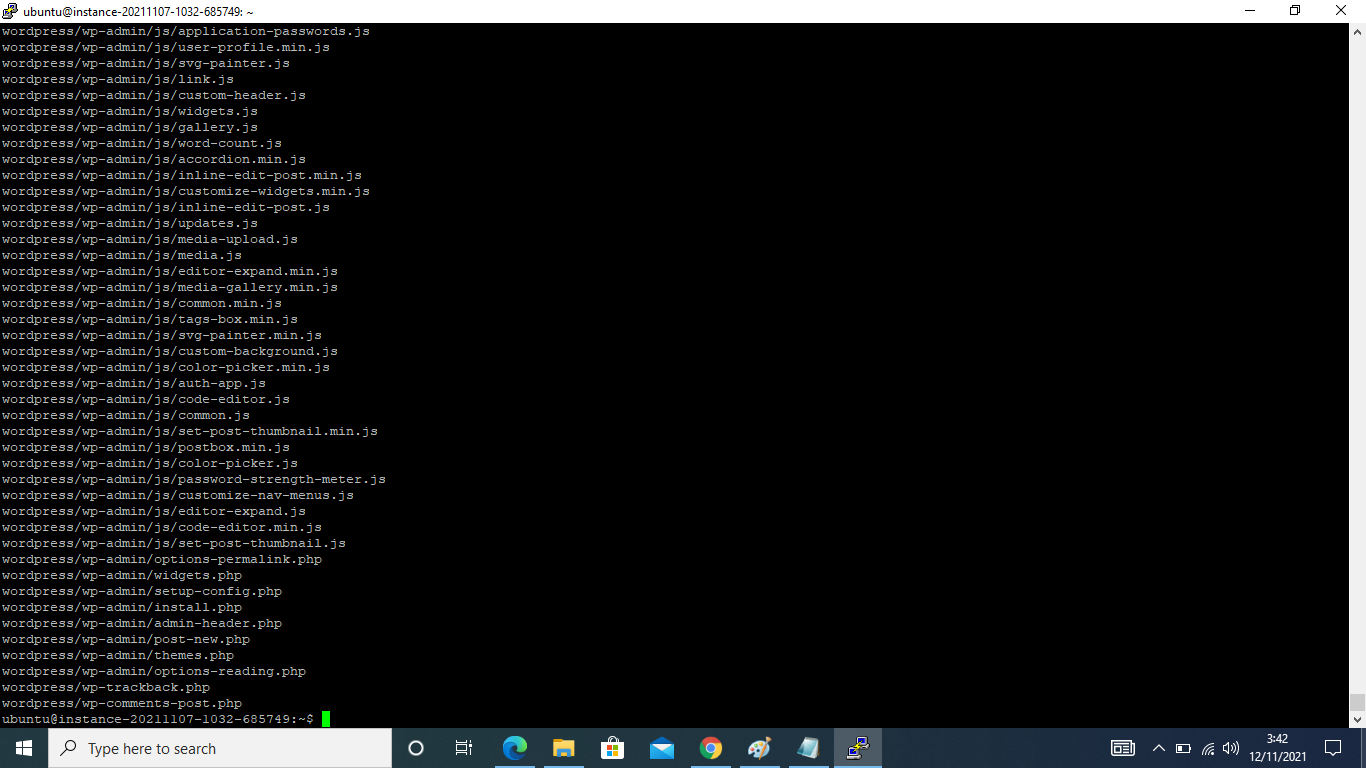 ubuntu@instance-20211107-1032-685749: ~
wordpress/wp-admin/js/application-passwords.js
wordpress/wp-admin/js/user-profile.min.js
wordpress/wp-admin/js/svg-painter.js
wordpress/wp-admin/js/link.js
wordpress/wp-admin/js/custom-header.js
wordpress/wp-admin/js/widgets.js
wordpress/wp-admin/js/gallery.js
wordpress/wp-admin/js/word-count.js
wordpress/wp-admin/js/accordion.min.js
wordpress/wp-admin/js/inline-edit-post.min.js
wordpress/wp-admin/js/customize-widgets.min.js
wordpress/wp-admin/js/inline-edit-post.js
wordpress/wp-admin/js/updates.js
wordpress/wp-admin/js/media-upload.js
wordpress/wp-admin/js/media.js
wordpress/wp-admin/js/editor-expand.min.js
wordpress/wp-admin/js/media-gallery.min.js
wordpress/wp-admin/js/common.min.js
wordpress/wp-admin/js/tags-box.min.js
wordpress/wp-admin/js/svg-painter.min.js
wordpress/wp-admin/js/custom-background.js
wordpress/wp-admin/js/color-picker.min.js
wordpress/wp-admin/js/auth-app.js
wordpress/wp-admin/js/code-editor.js
wordpress/wp-admin/js/common.js
wordpress/wp-admin/js/set-post-thumbnail.min.js
wordpress/wp-admin/js/postbox.min.js
wordpress/wp-admin/js/color-picker.js
wordpress/wp-admin/js/password-strength-meter.js
wordpress/wp-admin/js/customize-nav-menus.js
wordpress/wp-admin/js/editor-expand.js
wordpress/wp-admin/js/code-editor.min.js
wordpress/wp-admin/js/set-post-thumbnail.js
wordpress/wp-admin/options-permalink.php
wordpress/wp-admin/widgets.php
wordpress/wp-admin/setup-config.php
wordpress/wp-admin/install.php
wordpress/wp-admin/admin-header.php
wordpress/wp-admin/post-new.php
wordpress/wp-admin/themes.php
wordpress/wp-admin/options-reading.php
wordpress/wp-trackback.php
wordpress/wp-comments-post.php
ubuntu@instance-20211107-1032-685749:~$
Type here to search
3:42
12/11/2021